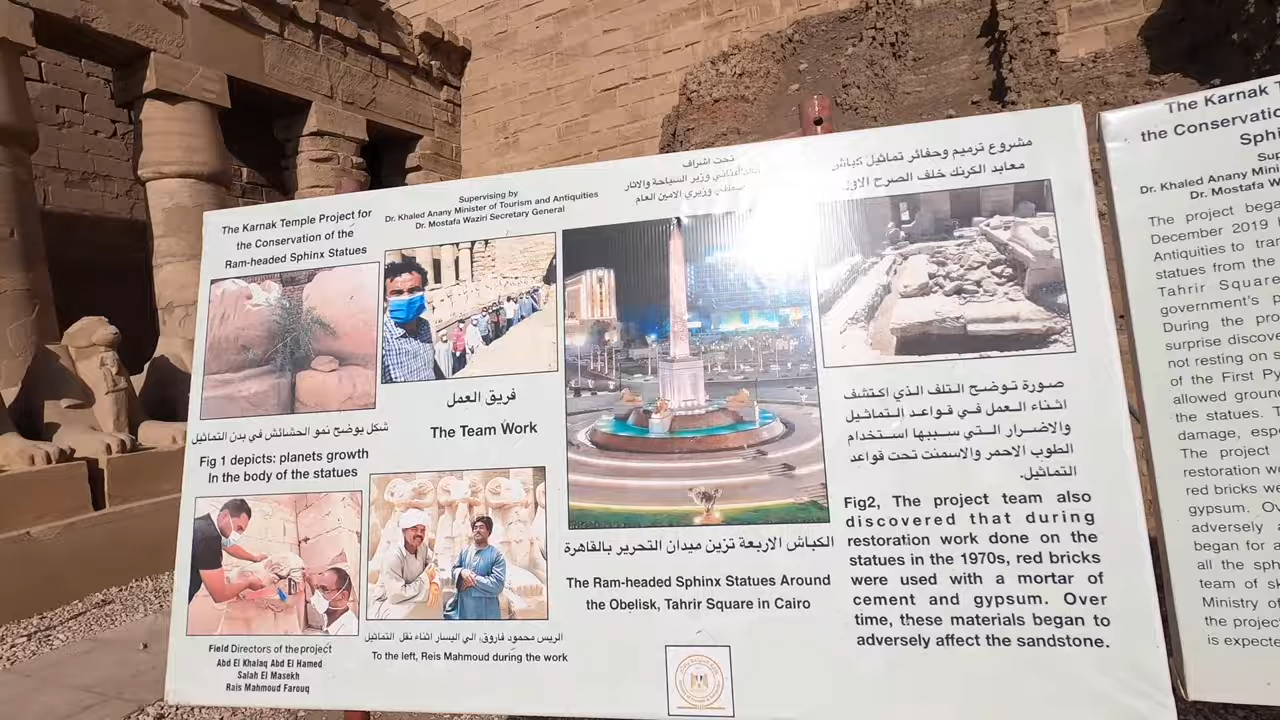 The Karnak Temple Project for
the Conservation of the
Ram-headed Sphinx Statues
Supervising by
Dr. Khaled Anany Minister of Tourism and Antiquities
Dr. Mostafa Waziri Secretary General
تحت اشراف
العناني وزير السياحة والاثار
وزيري الامين العام
مشروع ترميم وحفائر تماثيل كباش
معابد الكرنك خلف الصرح الاول
شكل يوضح نمو الحشائش في بدن التماثيل
Fig 1 depicts: planets growth
In the body of the statues
فريق العمل
The Team Work
Field Directors of the project
Abd El Khalaq Abd El Hamed
Salah El Masekh
Rais Mahmoud Farouq
الريس محمود فاروق، الي اليسار اثناء نقل التماثيل
To the left, Reis Mahmoud during the work
الكباش الاربعة تزين ميدان التحرير بالقاهرة
The Ram-headed Sphinx Statues Around
the Obelisk, Tahrir Square in Cairo
صورة توضح التلف الذي اكتشف
اثناء العمل في قواعد التماثيل
والاضرار التي سببها استخدام
الطوب الاحمر والاسمنت تحت قواعد
التماثيل.
Fig2, The project team also
discovered that during
restoration work done on the
statues in the 1970s, red bricks
were used with a mortar of
cement and gypsum. Over
time, these materials began to
adversely affect the sandstone.
The Karnak
the Conservatio
Sph
Dr. Khaled Anany Mini
Dr. Mostafa W
The project bega
December 2019
Antiquities to tran
statues from the
Tahrir Square
government's p
During the pro
surprise discove
not resting on s
of the First Py
allowed groun
the statues. T
damage, espe
The project
restoration w
red bricks we
gypsum. Ov
adversely
began for a
all the sph
team of sk
Ministry of
the projec
is expecte